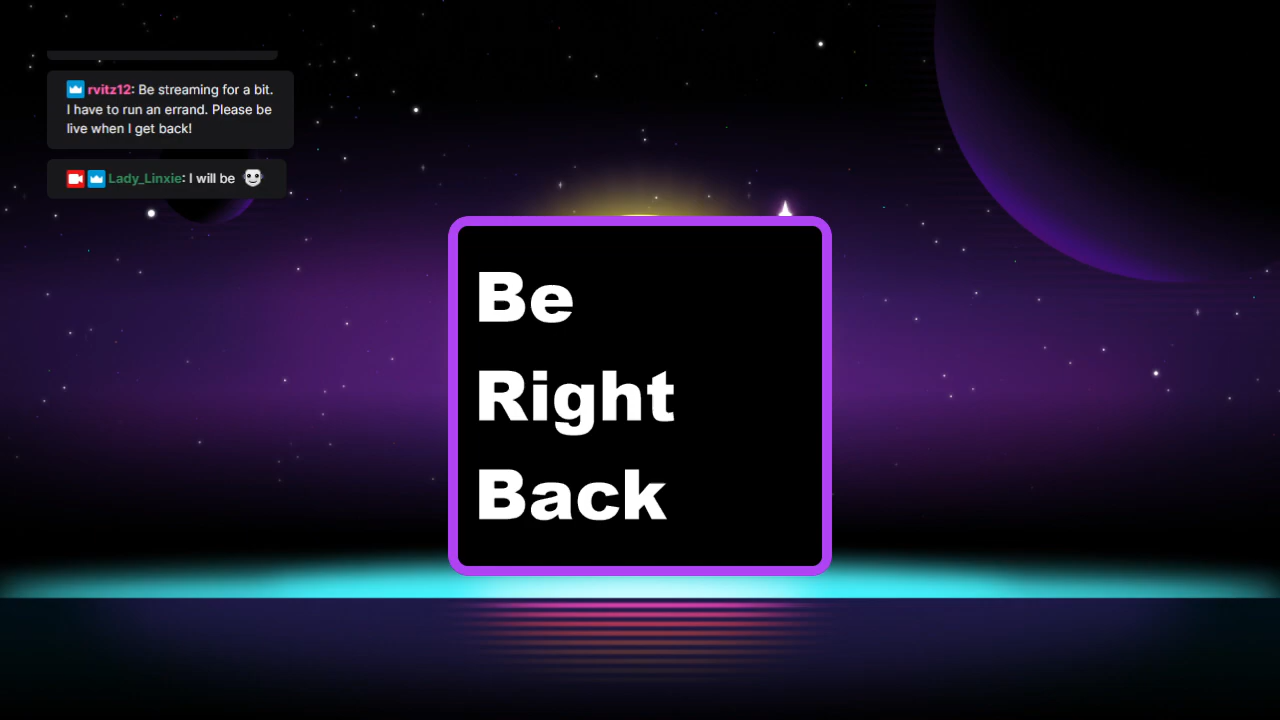 rvitz12: Be streaming for a bit.
I have to run an errand. Please be
live when I get back!
Lady_Linxie: I will be
Be
Right
Back